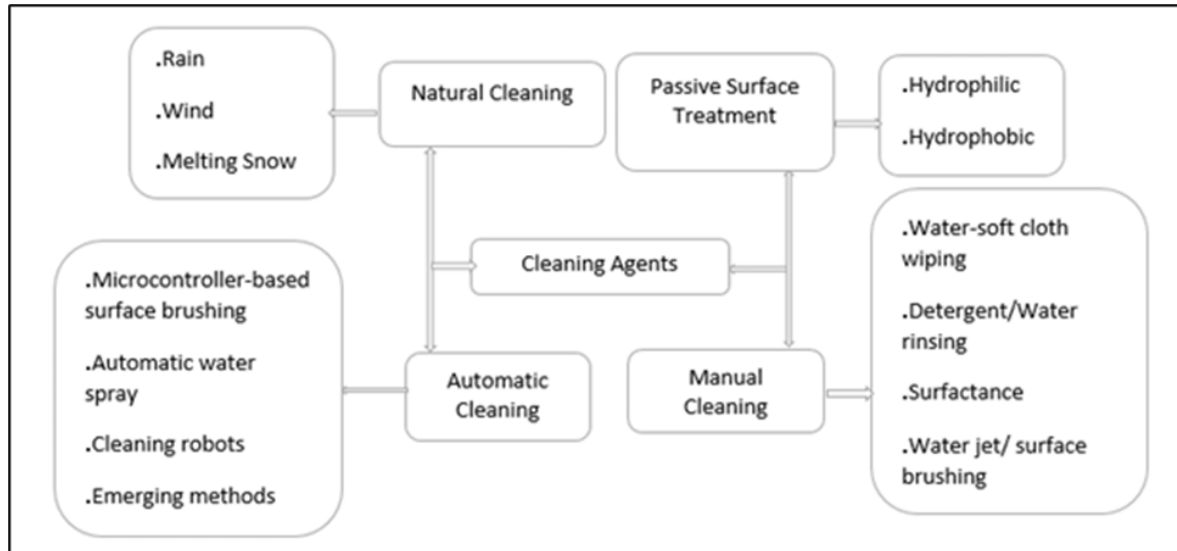 .Rain
.Wind
.Melting Snow
Natural Cleaning
Passive Surface
Treatment
.Hydrophilic
.Hydrophobic
Cleaning Agents
.Microcontroller-based
surface brushing
.Automatic water
spray
.Cleaning robots
.Emerging methods
Automatic
Cleaning
Manual
Cleaning
.Water-soft cloth
wiping
.Detergent/Water
rinsing
.Surfactance
.Water jet/ surface
brushing